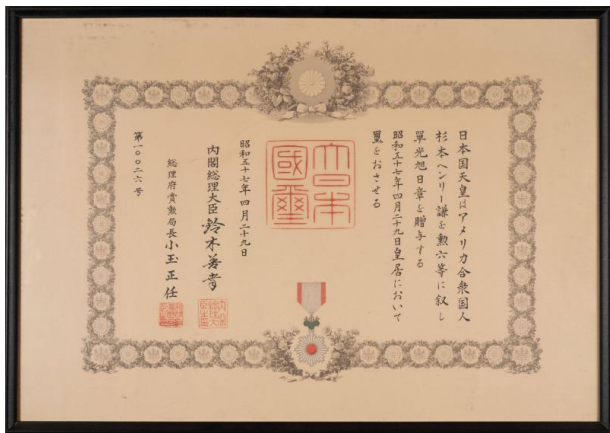 日本国天皇はアメリカ合衆国人
杉本ヘンリー謙を勲六等に叙し
単光旭日章を贈与する
昭和五十七年四月二十九日皇居において
璽をおさせる
大日本
國璽
昭和五十七年四月二十九日
内閣総理大臣 鈴木善幸
総理府賞勲局長 小玉正任
第一〇〇二六号